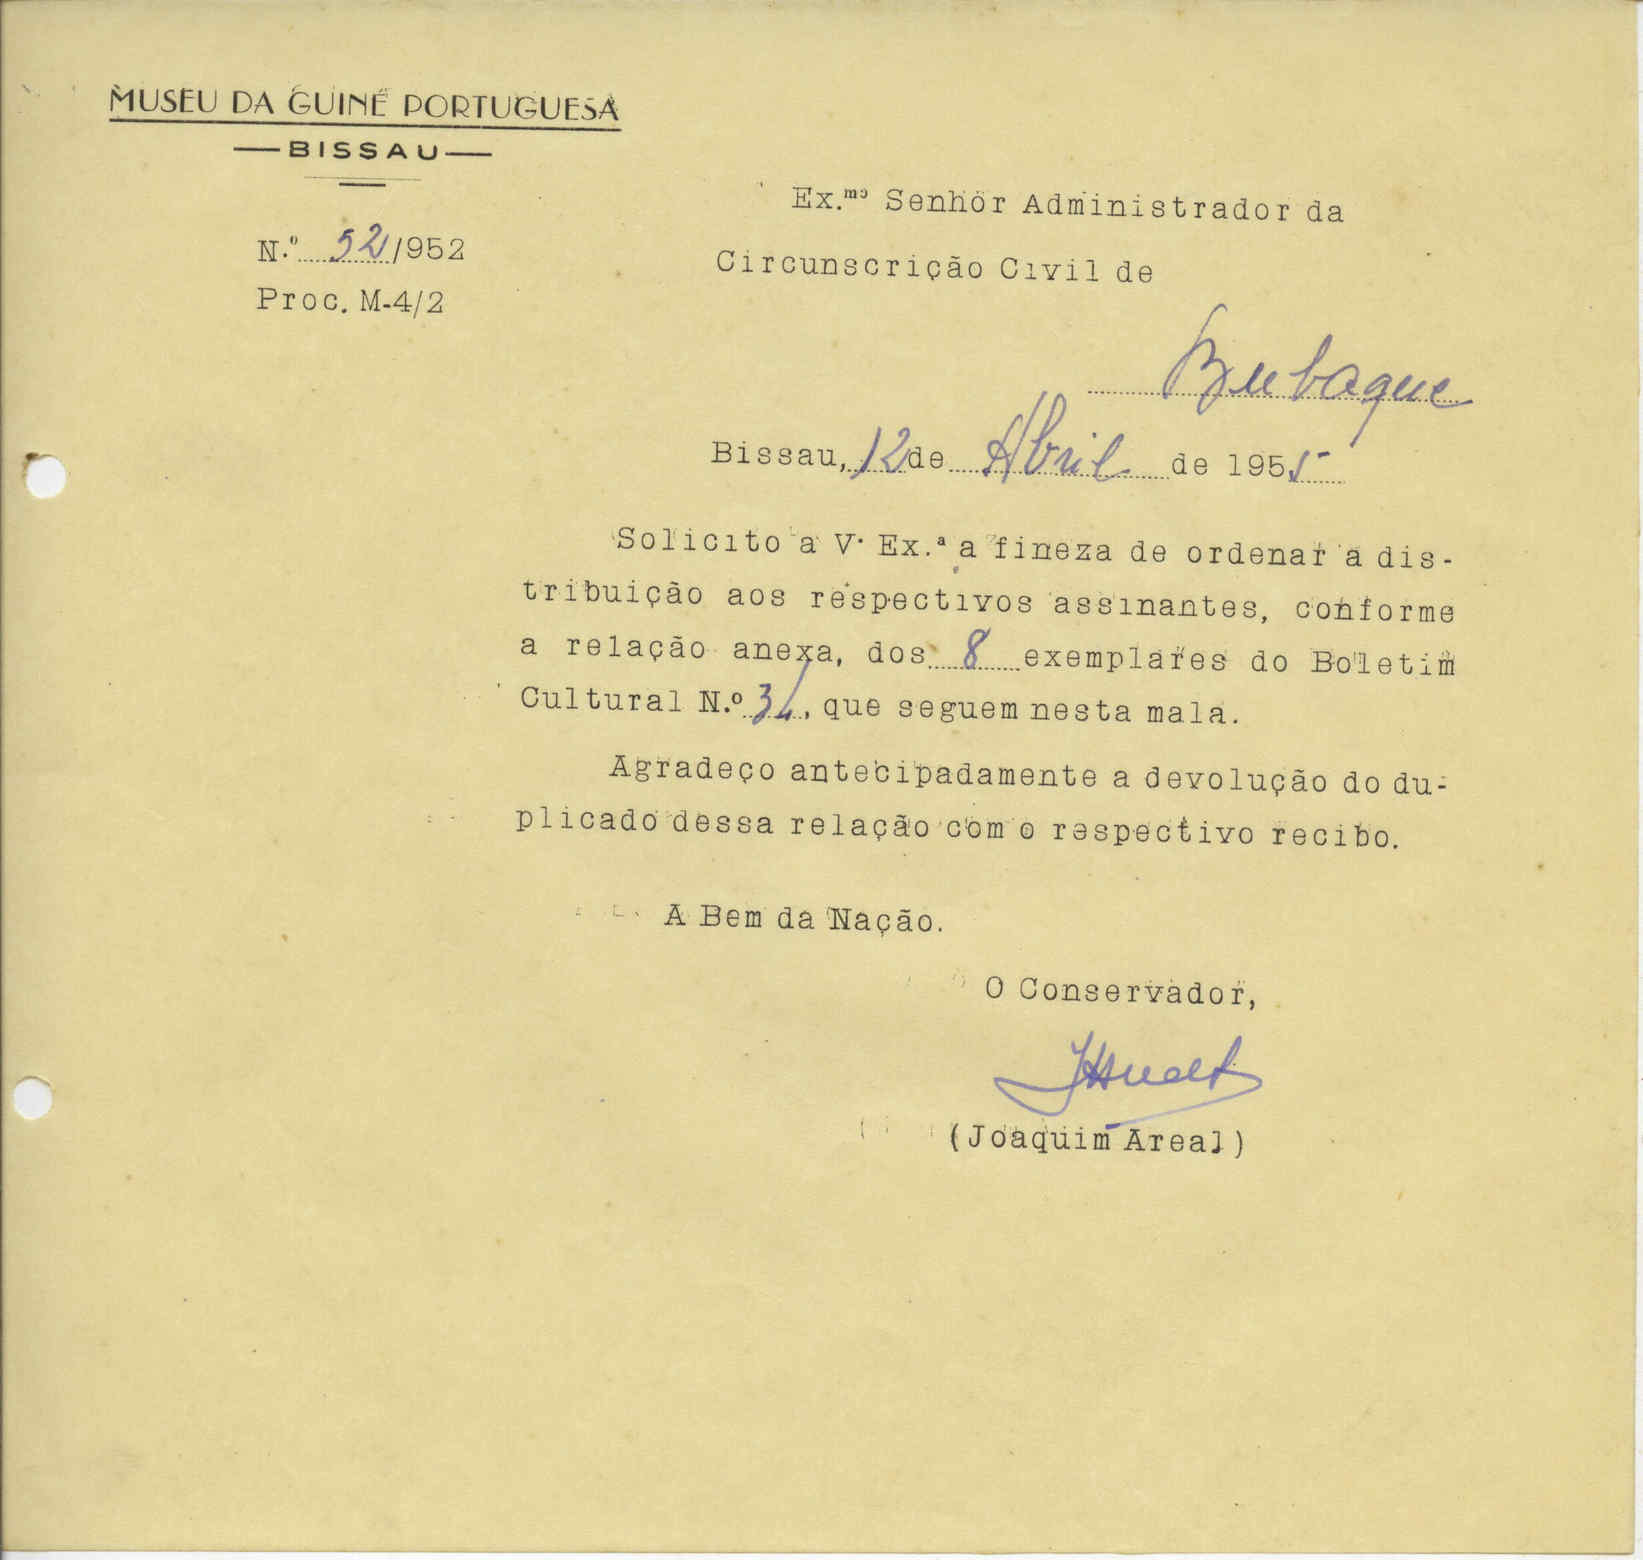 MUSEU DA GUINÉ PORTUGUESA
BISSAU
N.º 52/952
Proc. M-4/2
Ex.mo Senhor Administrador da
Circunscrição Civil de
Bubaque
Bissau, 12 de Abril de 1955
Solicito a V. Ex.ª a fineza de ordenar a dis-
tribuição aos respectivos assinantes, conforme
a relação anexa, dos 8 exemplares do Boletim
Cultural N.º , que seguem nesta mala.
Agradeço antecipadamente a devolução do du-
plicado dessa relação com o respectivo recibo.
A Bem da Nação.
O Conservador,
(Joaquim Areal)